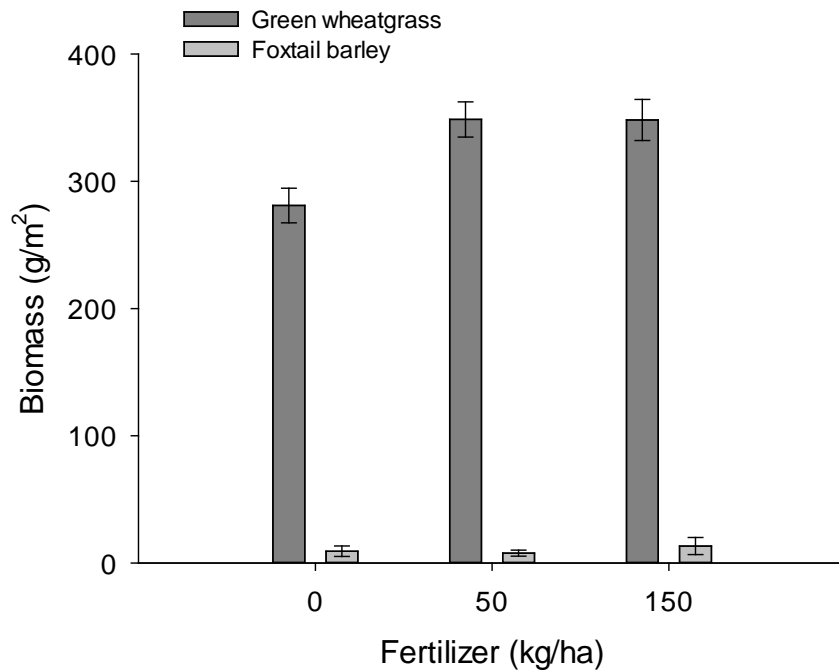 Green wheatgrass
Foxtail barley
400
300
200
100
0
Biomass (g/m²)
0 50 150
Fertilizer (kg/ha)